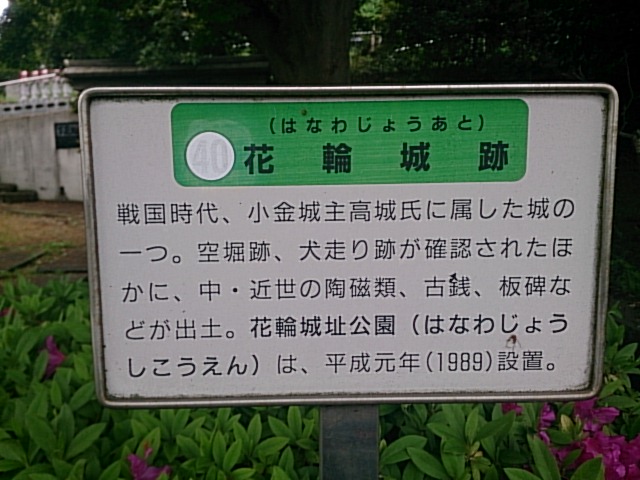 (はなわじょうあと)
40 花輪城跡
戦国時代、小金城主高城氏に属した城の
一つ。空堀跡、犬走り跡が確認されたほ
かに、中・近世の陶磁類、古銭、板碑な
どが出土。花輪城址公園（はなわじょう
しこうえん）は、平成元年(1989)設置。